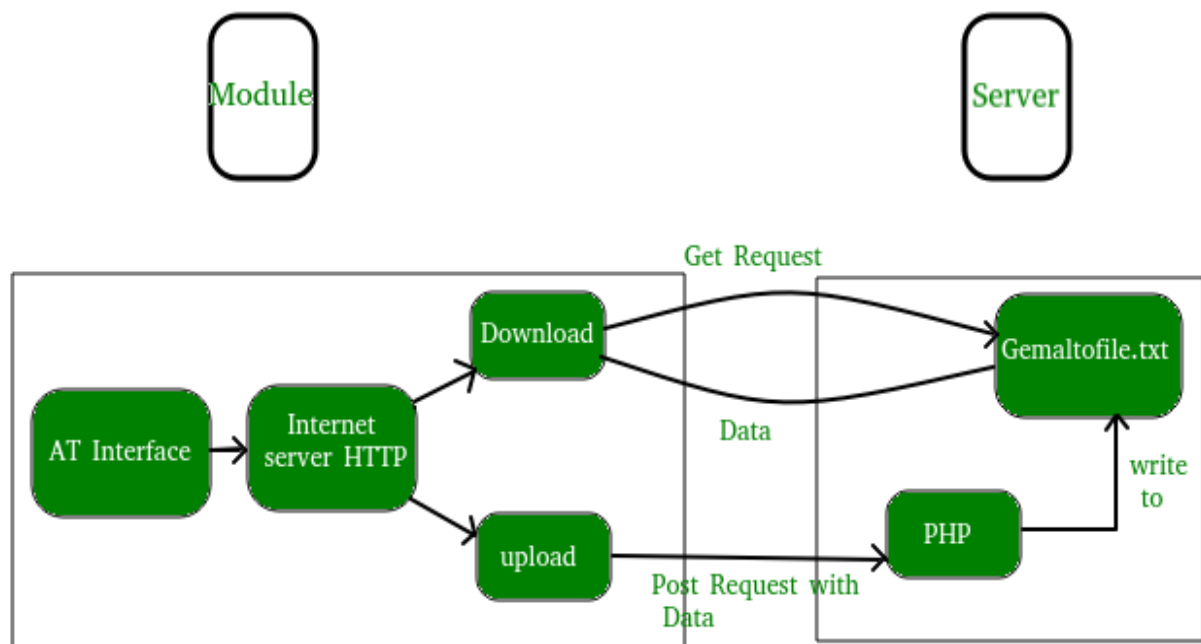 Module
Server
Get Request
Download
Gemaltofile.txt
Internet
server HTTP
AT Interface
Data
write
to
PHP
upload
Post Request with
Data